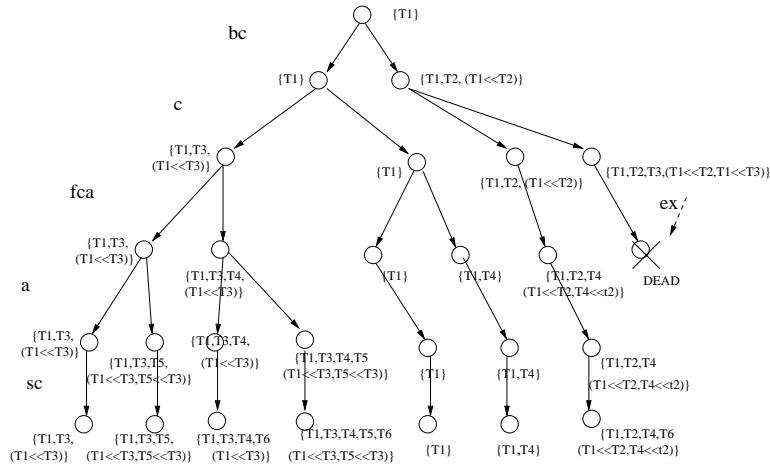 {T1}
bc
{T1}
{T1,T2, (T1<<T2)}
c
{T1,T3,
(T1<<T3)}
{T1}
{T1,T2, (T1<<T2)}
{T1,T2,T3,(T1<<T2,T1<<T3)}
fca
ex
{T1,T3,
(T1<<T3)}
{T1,T3,T4,
(T1<<T3)}
{T1}
{T1,T4}
{T1,T2,T4
(T1<<T2,T4<<t2)}
DEAD
a
{T1,T3,
(T1<<T3)}
{T1,T3,T5,
(T1<<T3,T5<<T3)}
{T1,T3,T4,
(T1<<T3)}
{T1,T3,T4,T5
(T1<<T3,T5<<T3)}
{T1}
{T1,T4}
{T1,T2,T4
(T1<<T2,T4<<t2)}
sc
{T1,T3,
(T1<<T3)}
{T1,T3,T5,
(T1<<T3,T5<<T3)}
{T1,T3,T4,T6
(T1<<T3)}
{T1,T3,T4,T5,T6
(T1<<T3,T5<<T3)}
{T1}
{T1,T4}
{T1,T2,T4,T6
(T1<<T2,T4<<t2)}